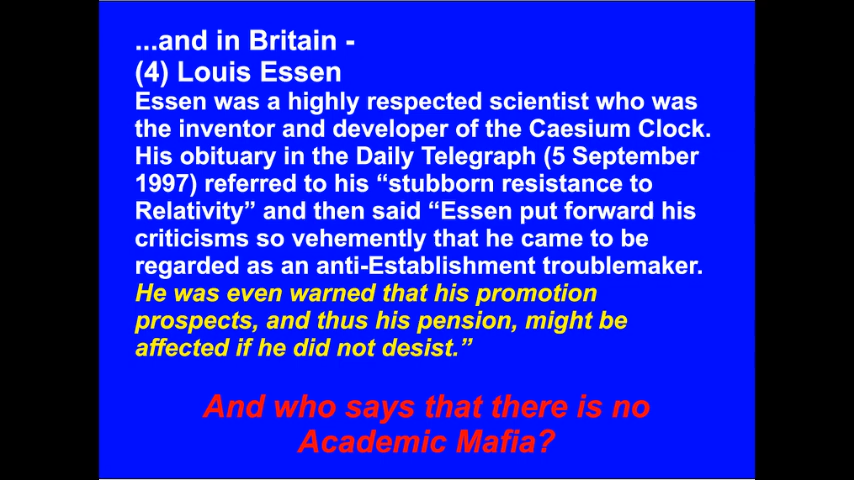 ...and in Britain -
(4) Louis Essen
Essen was a highly respected scientist who was
the inventor and developer of the Caesium Clock.
His obituary in the Daily Telegraph (5 September
1997) referred to his “stubborn resistance to
Relativity” and then said “Essen put forward his
criticisms so vehemently that he came to be
regarded as an anti-Establishment troublemaker.
He was even warned that his promotion
prospects, and thus his pension, might be
affected if he did not desist.”
And who says that there is no
Academic Mafia?